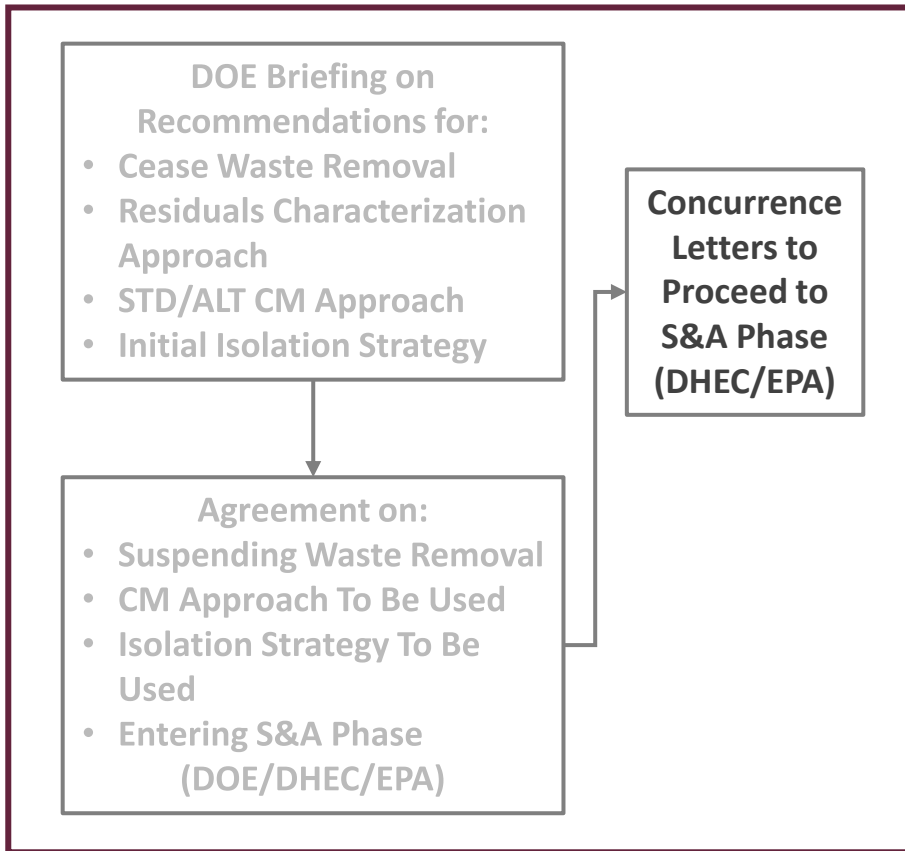 DOE Briefing on
Recommendations for:
• Cease Waste Removal
• Residuals Characterization
Approach
• STD/ALT CM Approach
• Initial Isolation Strategy
Agreement on:
• Suspending Waste Removal
• CM Approach To Be Used
• Isolation Strategy To Be
Used
• Entering S&A Phase
(DOE/DHEC/EPA)
Concurrence
Letters to
Proceed to
S&A Phase
(DHEC/EPA)